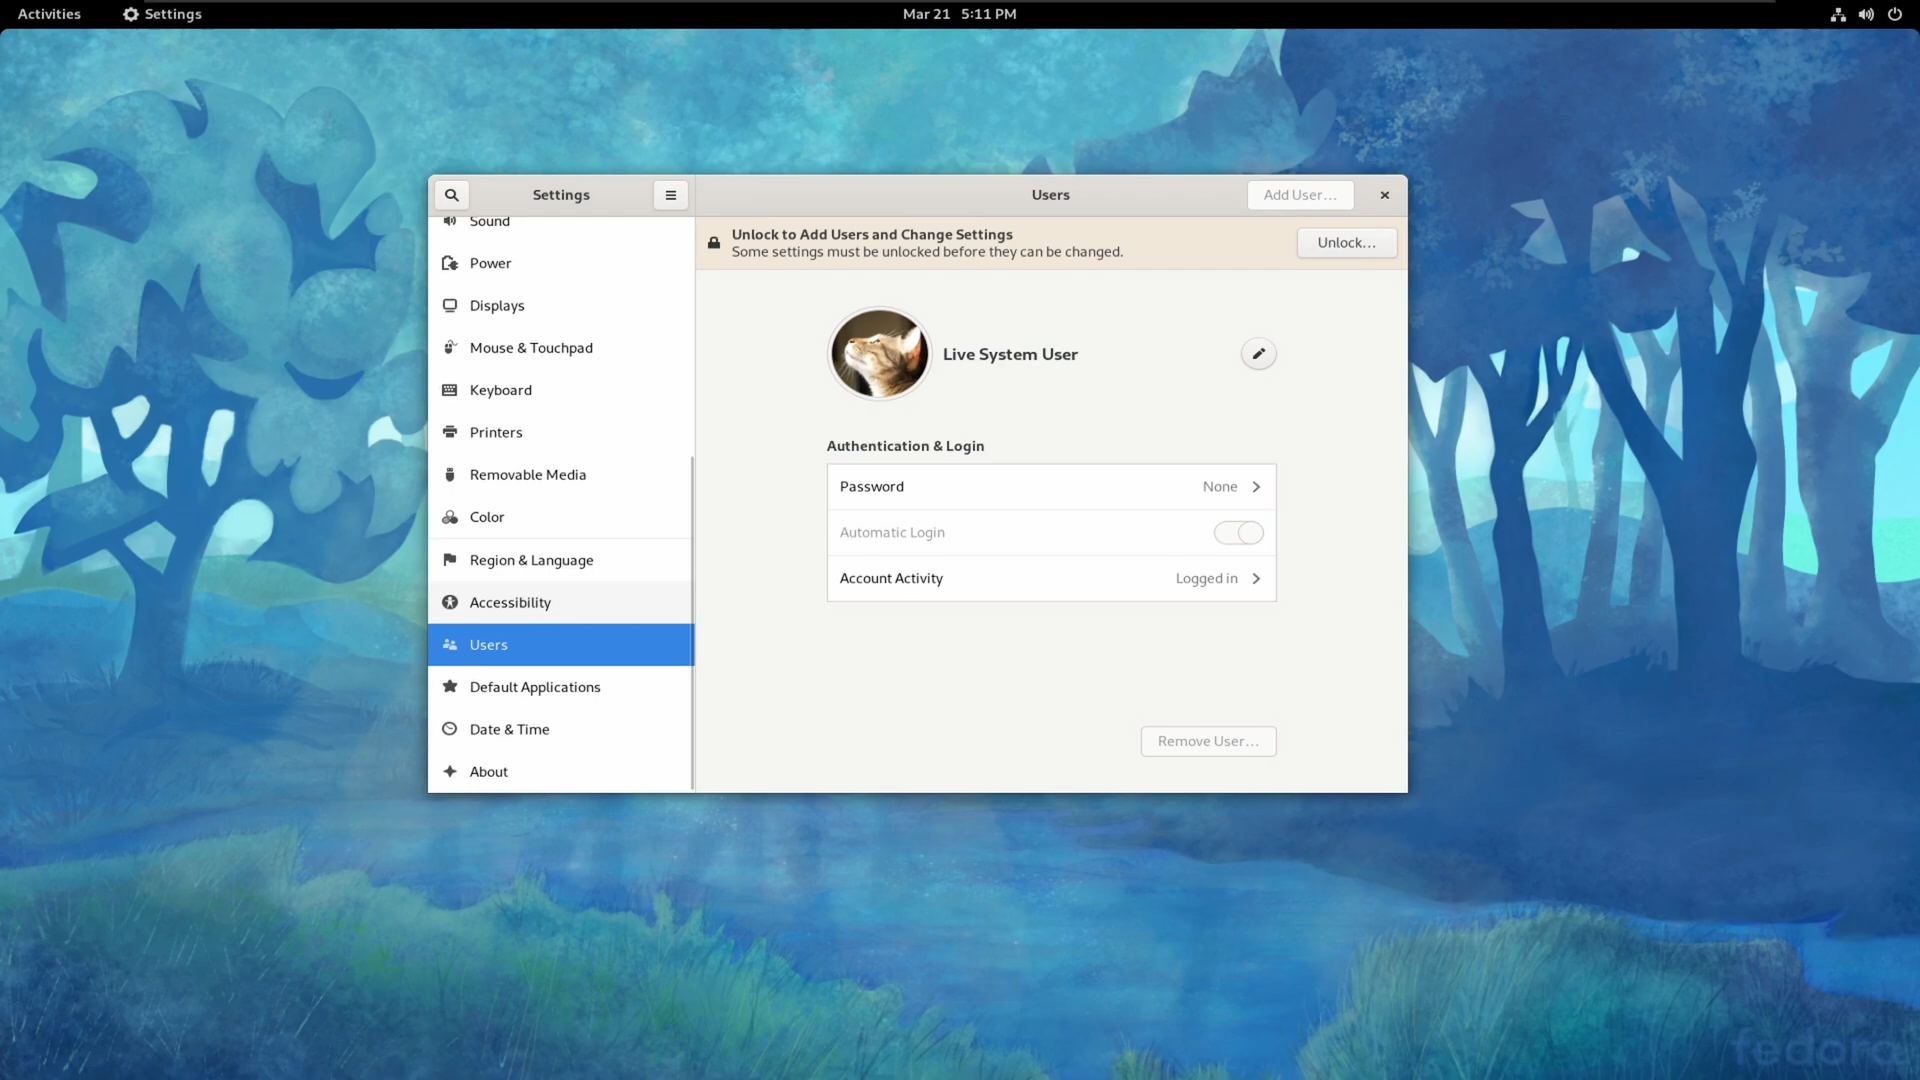 Activities
Settings
Mar 21 5:11 PM
Settings
Users
Add User...
Sound
Power
Displays
Mouse & Touchpad
Keyboard
Printers
Removable Media
Color
Region & Language
Accessibility
Users
Default Applications
Date & Time
About
Unlock to Add Users and Change Settings
Some settings must be unlocked before they can be changed.
Unlock...
Live System User
Authentication & Login
Password None
Automatic Login
Account Activity Logged in
Remove User...
fedora